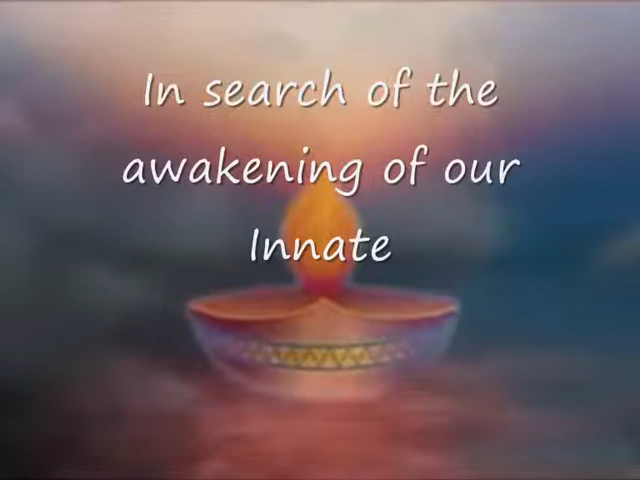 In search of the
awakening of our
Innate